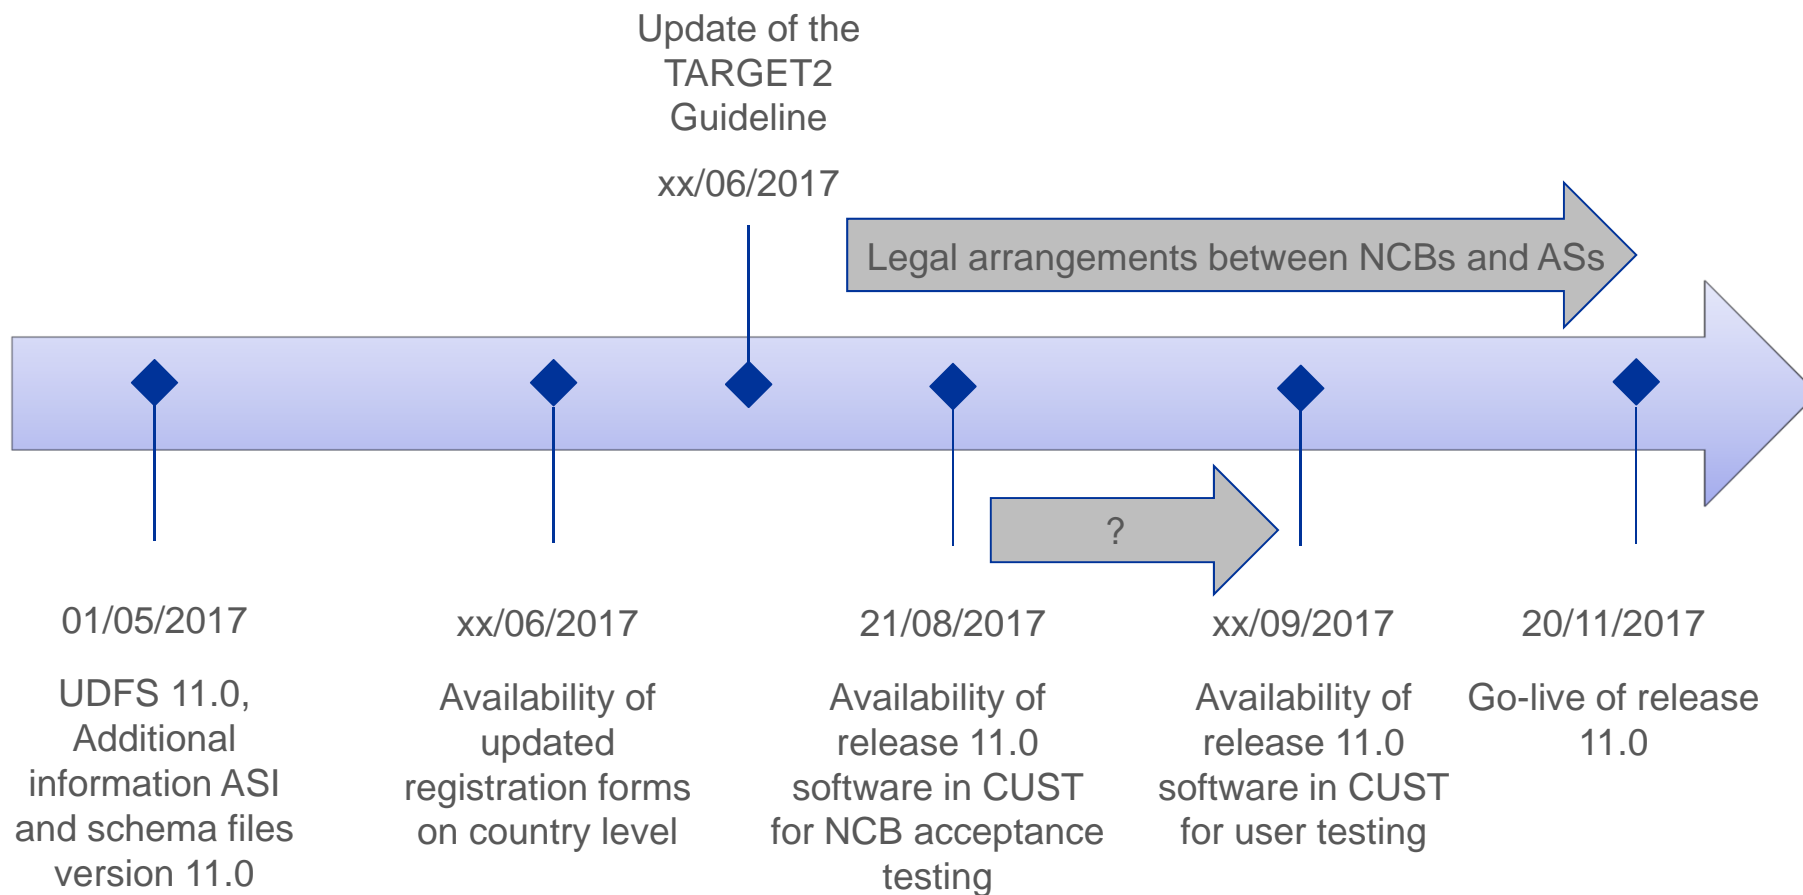 Update of the
TARGET2
Guideline
xx/06/2017
Legal arrangements between NCBs and ASs
?
01/05/2017
UDFS 11.0,
Additional
information ASI
and schema files
version 11.0
xx/06/2017
Availability of
updated
registration forms
on country level
21/08/2017
Availability of
release 11.0
software in CUST
for NCB acceptance
testing
xx/09/2017
Availability of
release 11.0
software in CUST
for user testing
20/11/2017
Go-live of release
11.0